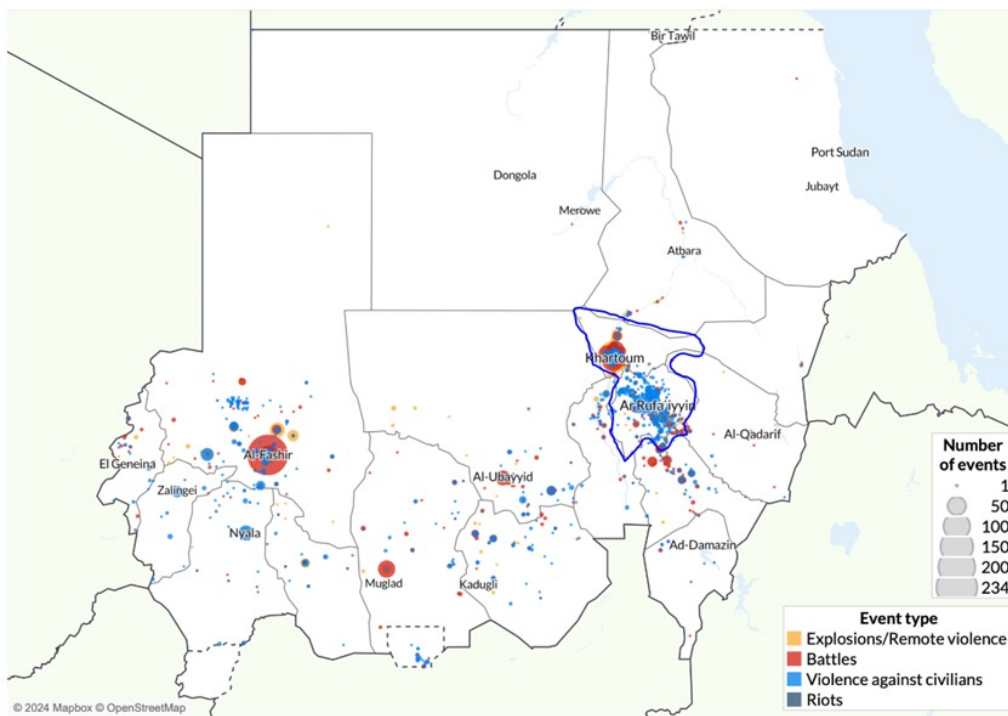 Bir Tawil
Port Sudan
Dongola
Jubayt
Merowe
Atbara
Khartoum
Ar Rufa'iyyin
Al-Qadarif
El Geneina
Al-Fashir
Zalingei
Al-Ubayyid
Nyala
Ad-Damazin
Muglad
Kadugli
Number
of events
1
50
100
150
200
234
Event type
Explosions/Remote violence
Battles
Violence against civilians
Riots
© 2024 Mapbox © OpenStreetMap